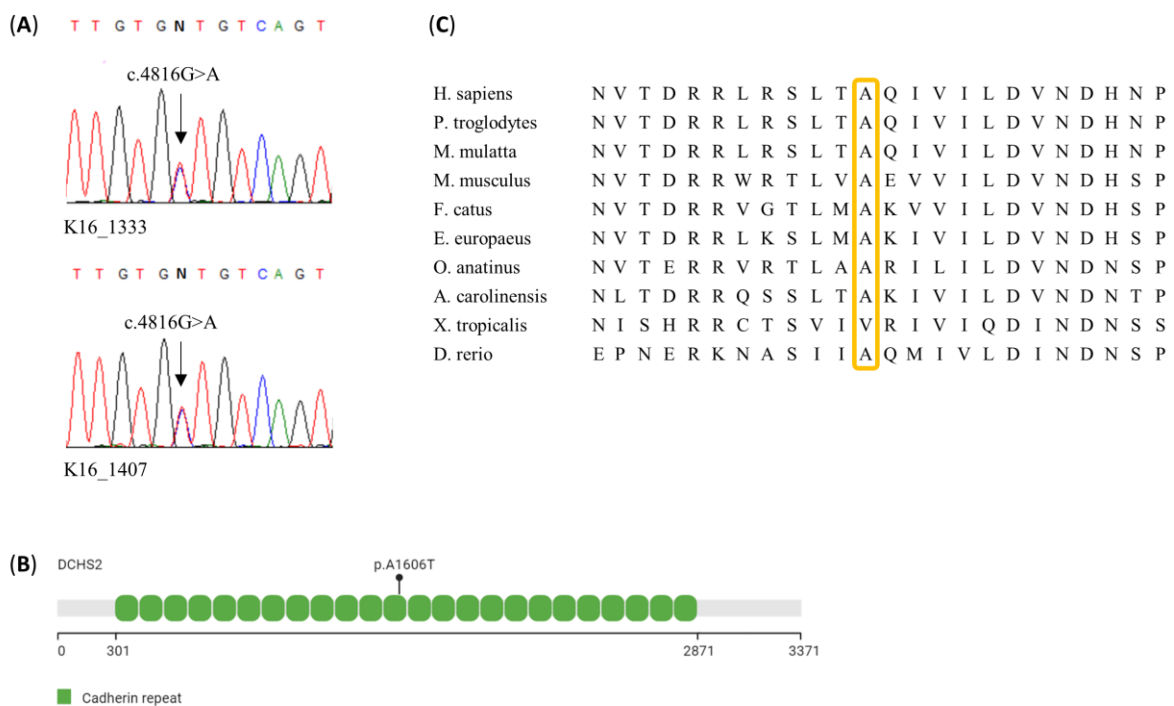 (A)
T T G T G N T G T C A G T
c.4816G>A
K16_1333
T T G T G N T G T C A G T
c.4816G>A
K16_1407
(C)
H. sapiens N V T D R R L R S L T A Q I V I L D V N D H N P
P. troglodytes N V T D R R L R S L T A Q I V I L D V N D H N P
M. mulatta N V T D R R L R S L T A Q I V I L D V N D H N P
M. musculus N V T D R R W R T L V A E V V I L D V N D H S P
F. catus N V T D R R V G T L M A K V V I L D V N D H S P
E. europaeus N V T D R R L K S L M A K I V I L D V N D H S P
O. anatinus N V T E R R V R T L A A R I L I L D V N D N S P
A. carolinensis N L T D R R Q S S L T A K I V I L D V N D N T P
X. tropicalis N I S H R R C T S V I V R I V I Q D I N D N S S
D. rerio E P N E R K N A S I I A Q M I V L D I N D N S P
(B)
DCHS2
p.A1606T
0 301 2871 3371
Cadherin repeat